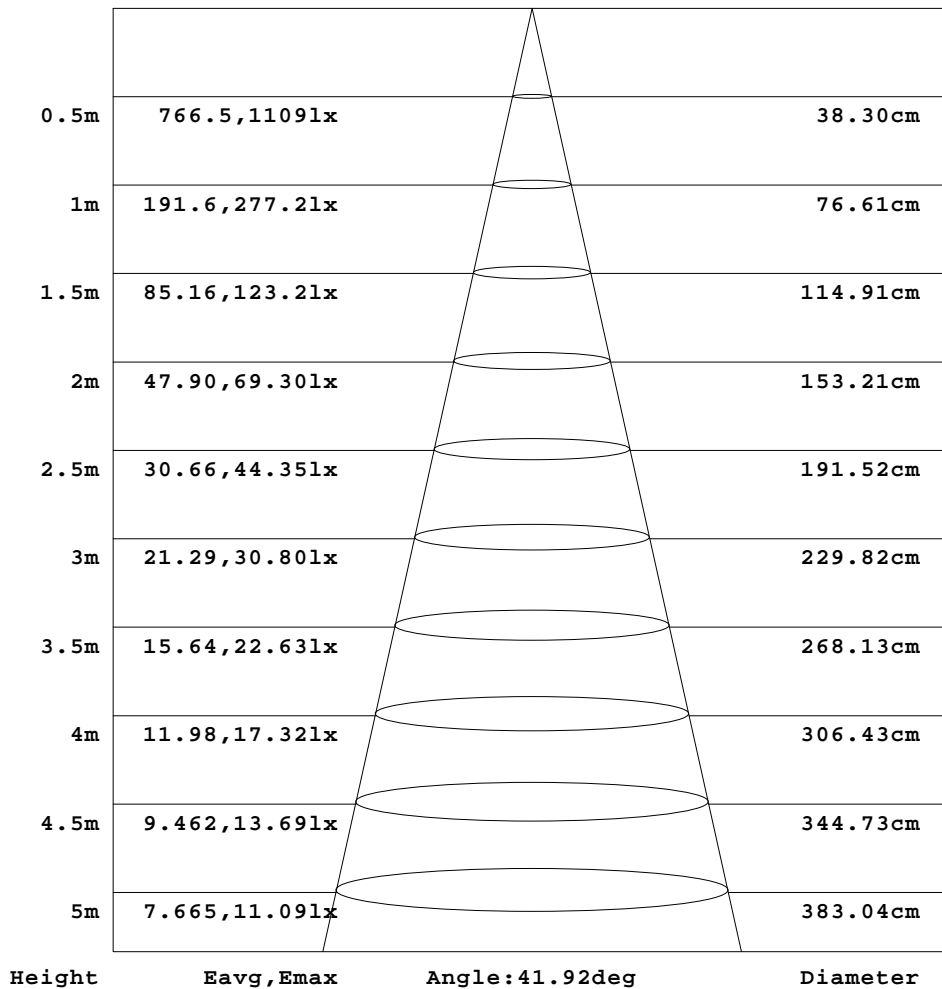 0.5m 766.5,1109lx 38.30cm
1m 191.6,277.2lx 76.61cm
1.5m 85.16,123.2lx 114.91cm
2m 47.90,69.30lx 153.21cm
2.5m 30.66,44.35lx 191.52cm
3m 21.29,30.80lx 229.82cm
3.5m 15.64,22.63lx 268.13cm
4m 11.98,17.32lx 306.43cm
4.5m 9.462,13.69lx 344.73cm
5m 7.665,11.09lx 383.04cm
Height Eavg,Emax Angle:41.92deg Diameter